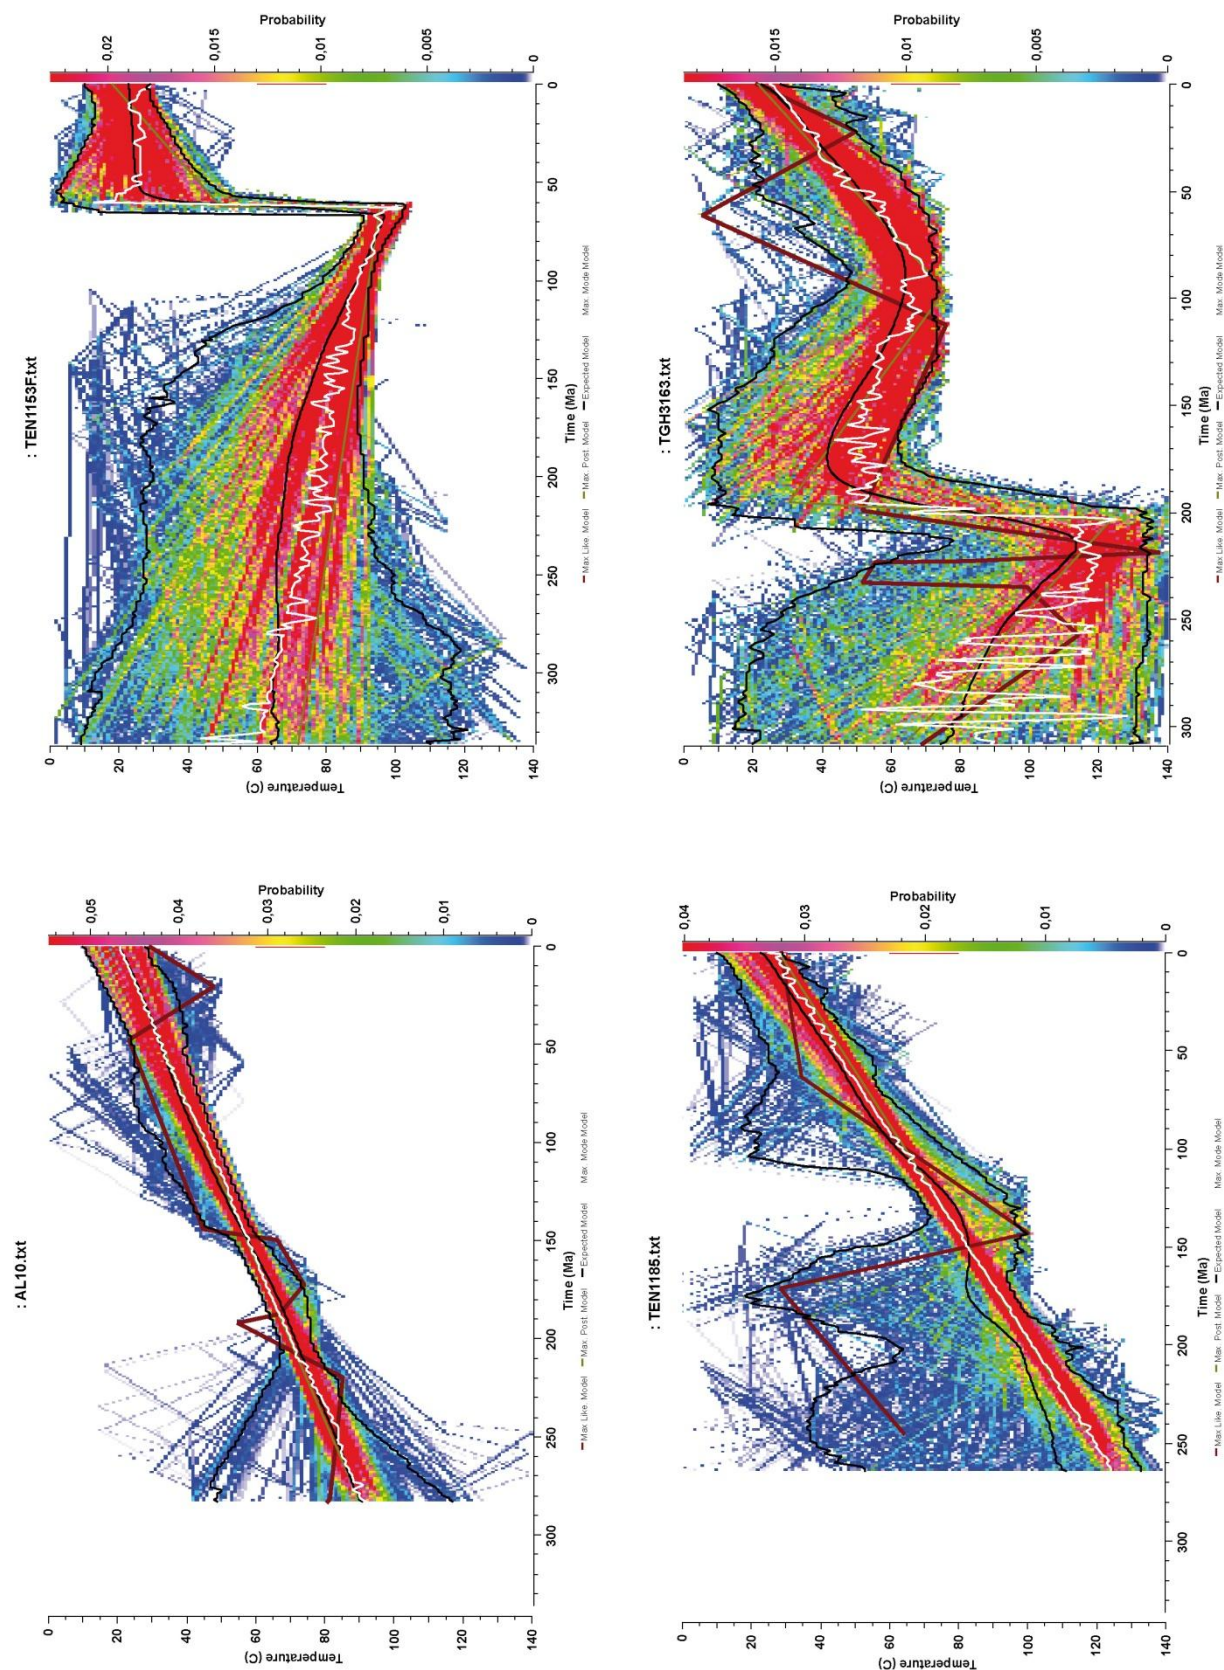 : TEN1153F.txt
Probability
0,02 0,015 0,01 0,005 0
0 20 40 60 80 100 120 140
Temperature (C)
300 250 200 150 100 50 0
Time (Ma)
Max Like. Model Max. Post. Model Expected Model Max. Mode Model
: TGH3163.txt
Probability
0,015 0,01 0,005 0
0 20 40 60 80 100 120 140
Temperature (C)
300 250 200 150 100 50 0
Time (Ma)
Max Like. Model Max. Post. Model Expected Model Max. Mode Model
: AL10.txt
Probability
0,05 0,04 0,03 0,02 0,01 0
0 20 40 60 80 100 120 140
Temperature (C)
300 250 200 150 100 50 0
Time (Ma)
Max Like. Model Max. Post. Model Expected Model Max. Mode Model
: TEN1185.txt
Probability
0,04 0,03 0,02 0,01 0
0 20 40 60 80 100 120 140
Temperature (C)
300 250 200 150 100 50 0
Time (Ma)
Max Like. Model Max. Post. Model Expected Model Max. Mode Model